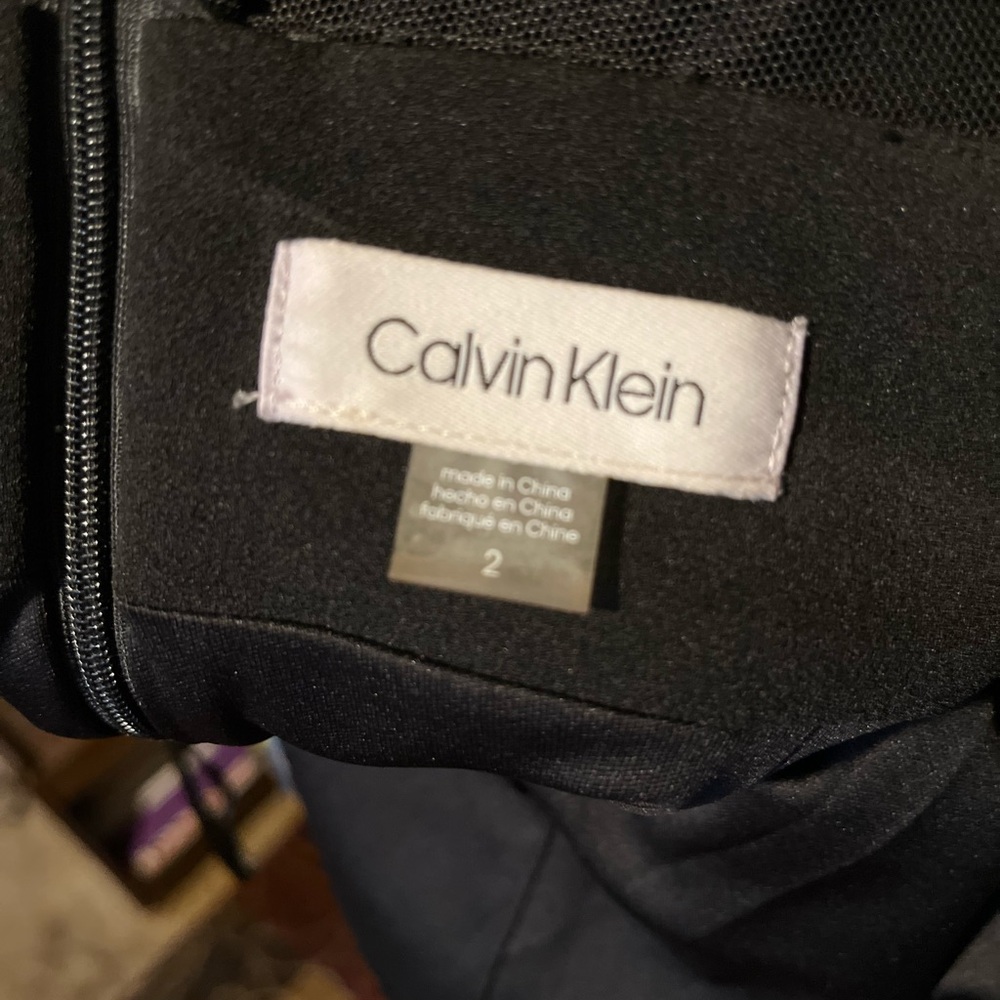 Calvin Klein
made in China
hecho en China
fabriqué en Chine
2